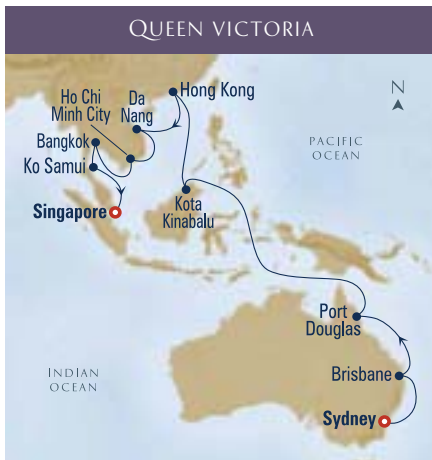 QUEEN VICTORIA
Ho Chi
Minh City
Da
Nang
Hong Kong
N
Bangkok
Ko Samui
PACIFIC
OCEAN
Singapore
Kota
Kinabalu
Port
Douglas
INDIAN
OCEAN
Brisbane
Sydney